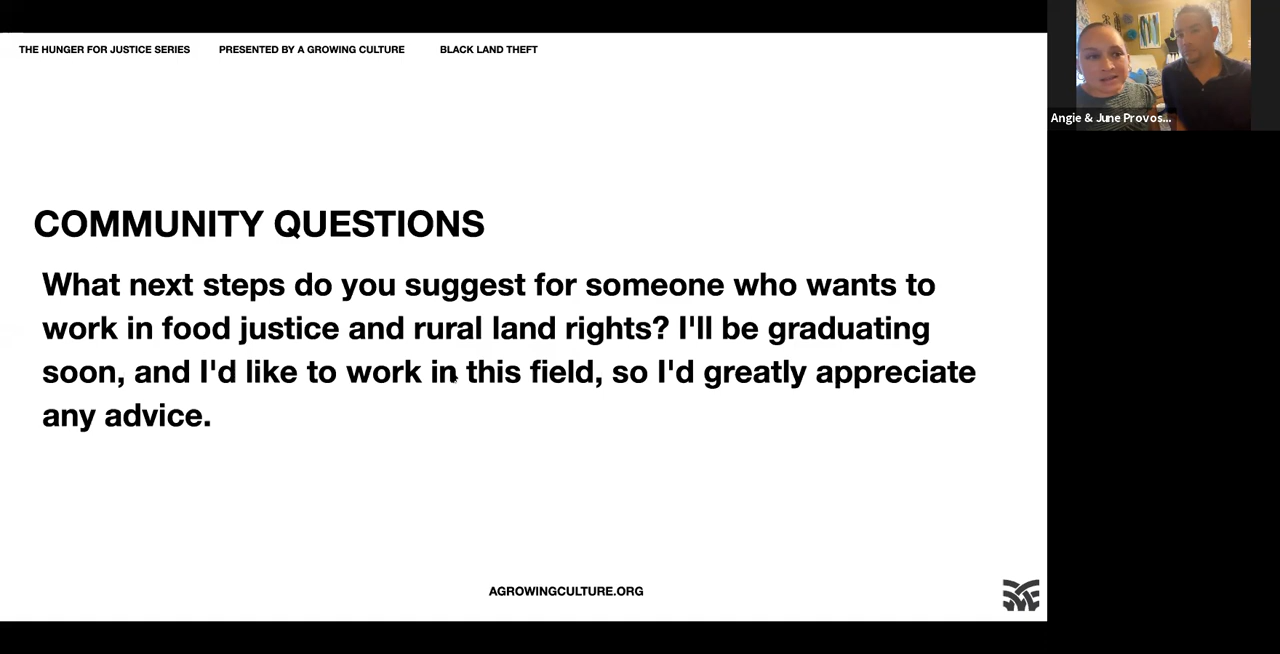 THE HUNGER FOR JUSTICE SERIES PRESENTED BY A GROWING CULTURE BLACK LAND THEFT
Angie & June Provos...
COMMUNITY QUESTIONS
What next steps do you suggest for someone who wants to
work in food justice and rural land rights? I'll be graduating
soon, and I'd like to work in this field, so I'd greatly appreciate
any advice.
AGROWINGCULTURE.ORG